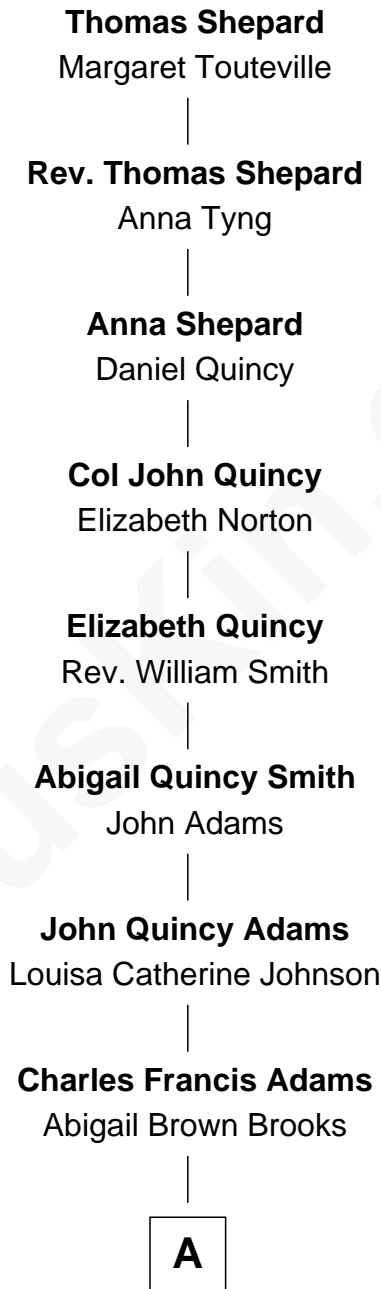 Thomas Shepard
Margaret Touteville
Rev. Thomas Shepard
Anna Tyng
Anna Shepard
Daniel Quincy
Col John Quincy
Elizabeth Norton
Elizabeth Quincy
Rev. William Smith
Abigail Quincy Smith
John Adams
John Quincy Adams
Louisa Catherine Johnson
Charles Francis Adams
Abigail Brown Brooks
A